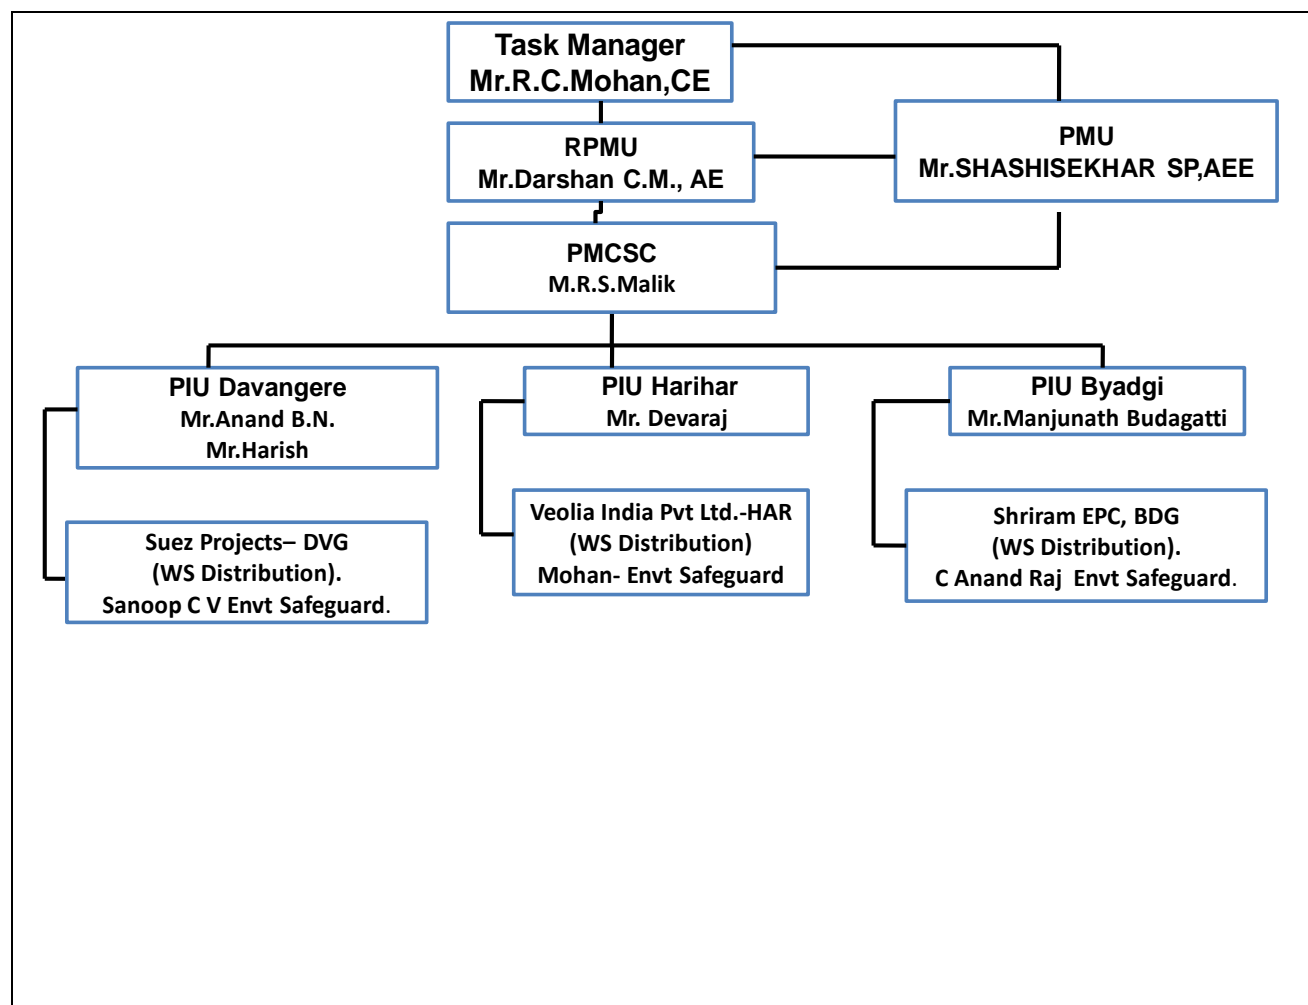 Task Manager
Mr.R.C.Mohan,CE
RPMU
Mr.Darshan C.M., AE
PMU
Mr.SHASHISEKHAR SP,AEE
PMCSC
M.R.S.Malik
PIU Davangere
Mr.Anand B.N.
Mr.Harish
PIU Harihar
Mr. Devaraj
PIU Byadgi
Mr.Manjunath Budagatti
Suez Projects– DVG
(WS Distribution).
Sanoop C V Envt Safeguard.
Veolia India Pvt Ltd.-HAR
(WS Distribution)
Mohan- Envt Safeguard
Shriram EPC, BDG
(WS Distribution).
C Anand Raj  Envt Safeguard.